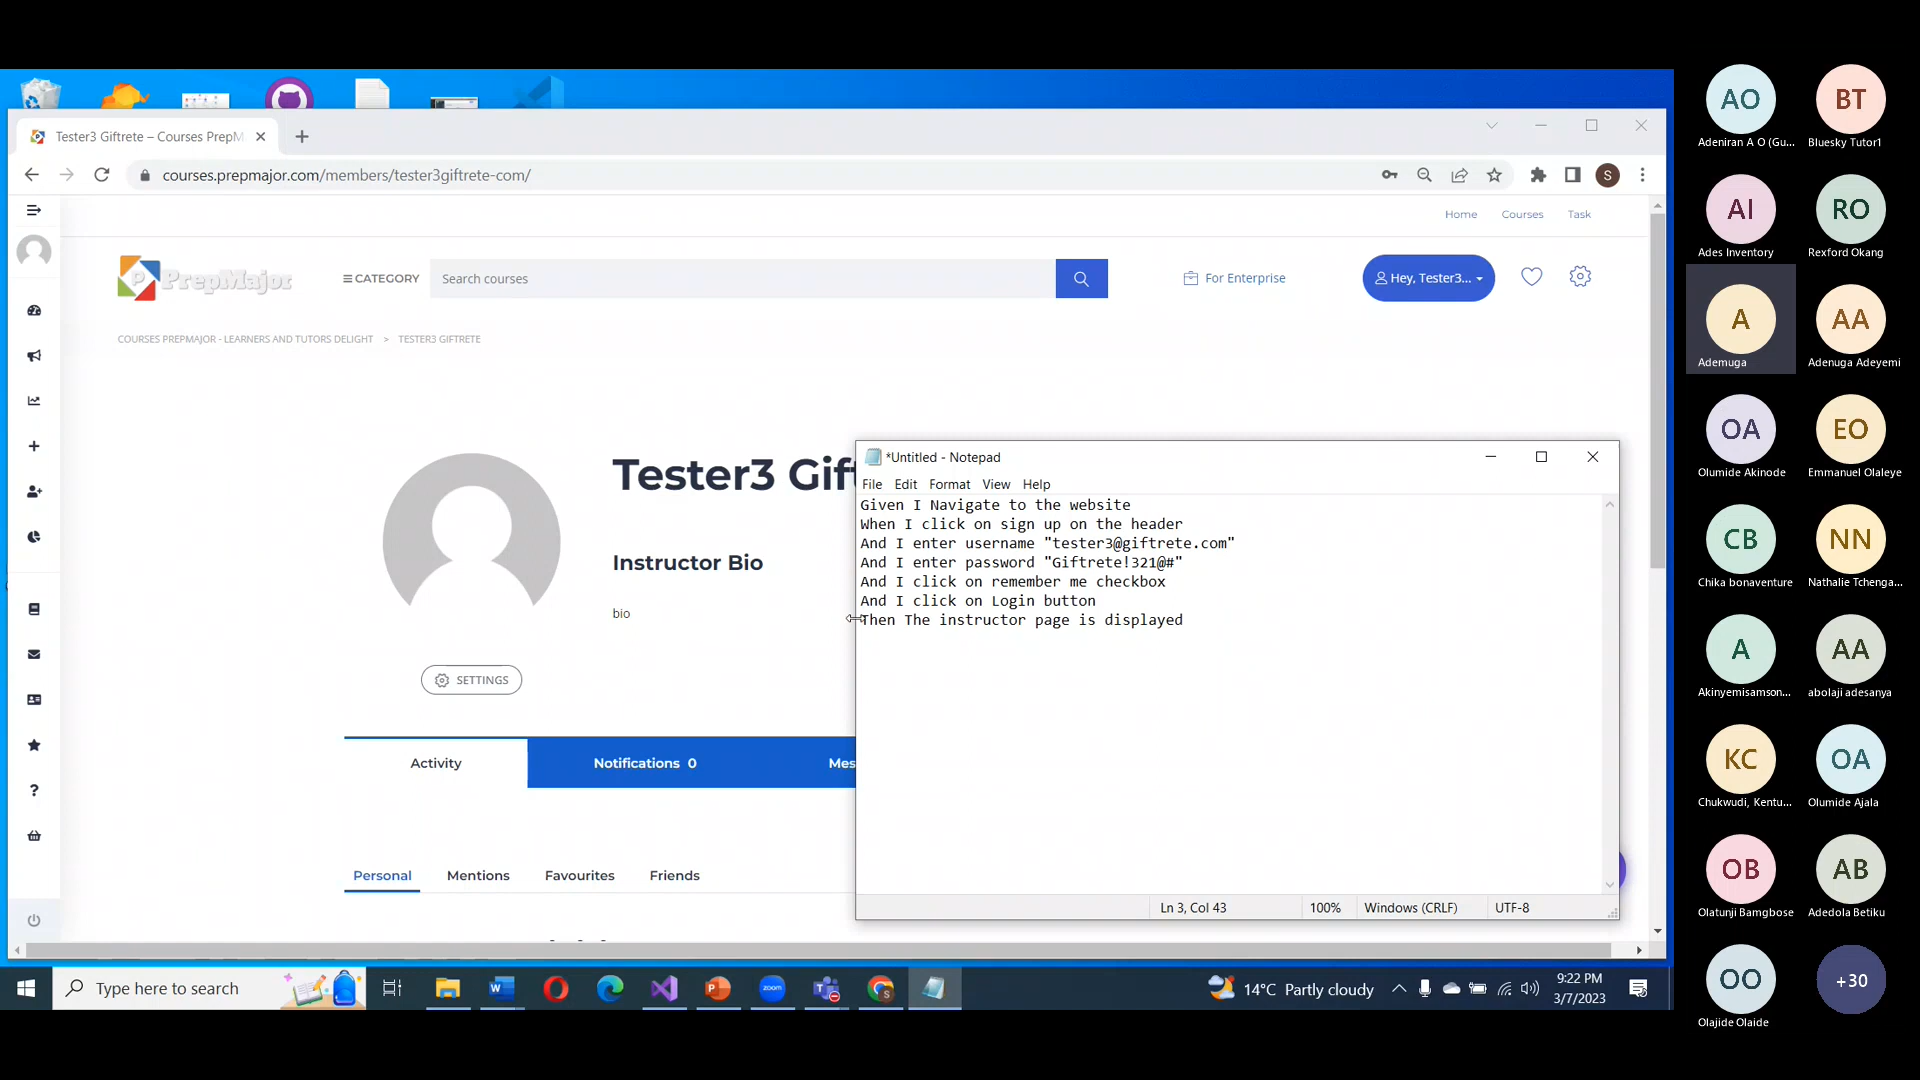 Tester3 Giftrete – Courses PrepM
courses.prepmajor.com/members/tester3giftrete-com/
S
Home Courses Task
PrepMajor
CATEGORY
Search courses
For Enterprise
Hey, Tester3...
COURSES PREPMAJOR - LEARNERS AND TUTORS DELIGHT > TESTER3 GIFTRETE
Tester3 Gif
Instructor Bio
bio
SETTINGS
Activity
Notifications 0
Mes
Personal
Mentions
Favourites
Friends
*Untitled - Notepad
File Edit Format View Help
Given I Navigate to the website
When I click on sign up on the header
And I enter username "tester3@giftrete.com"
And I enter password "Giftrete!321@#"
And I click on remember me checkbox
And I click on Login button
Then The instructor page is displayed
Ln 3, Col 43
100%
Windows (CRLF)
UTF-8
Type here to search
zoom
14°C Partly cloudy
9:22 PM
3/7/2023
AO
Adeniran A O (Gu...
BT
Bluesky Tutor1
AI
Ades Inventory
RO
Rexford Okang
A
Ademuga
AA
Adenuga Adeyemi
OA
Olumide Akinode
EO
Emmanuel Olaleye
CB
Chika bonaventure
NN
Nathalie Tchenga...
A
Akinyemisamson...
AA
abolaji adesanya
KC
Chukwudi, Kentu...
OA
Olumide Ajala
OB
Olatunji Bamgbose
AB
Adedola Betiku
OO
Olajide Olaide
+30